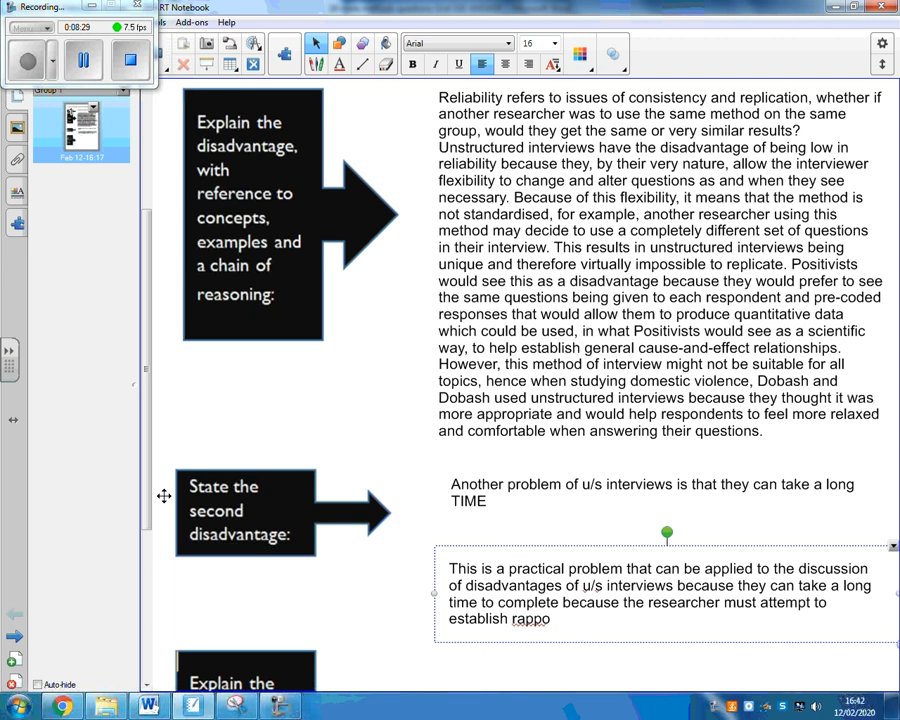 Recording...
RT Notebook
Menu
0:08:29
7.5 fps
ls Add-ons Help
Arial
16
B I U
Group 1
Feb 12-16:17
Explain the
disadvantage,
with
reference to
concepts,
examples and
a chain of
reasoning:
Reliability refers to issues of consistency and replication, whether if
another researcher was to use the same method on the same
group, would they get the same or very similar results?
Unstructured interviews have the disadvantage of being low in
reliability because they, by their very nature, allow the interviewer
flexibility to change and alter questions as and when they see
necessary. Because of this flexibility, it means that the method is
not standardised, for example, another researcher using this
method may decide to use a completely different set of questions
in their interview. This results in unstructured interviews being
unique and therefore virtually impossible to replicate. Positivists
would see this as a disadvantage because they would prefer to see
the same questions being given to each respondent and pre-coded
responses that would allow them to produce quantitative data
which could be used, in what Positivists would see as a scientific
way, to help establish general cause-and-effect relationships.
However, this method of interview might not be suitable for all
topics, hence when studying domestic violence, Dobash and
Dobash used unstructured interviews because they thought it was
more appropriate and would help respondents to feel more relaxed
and comfortable when answering their questions.
State the
second
disadvantage:
Another problem of u/s interviews is that they can take a long
TIME
This is a practical problem that can be applied to the discussion
of disadvantages of u/s interviews because they can take a long
time to complete because the researcher must attempt to
establish rappo
Explain the
Auto-hide
16:42
12/02/2020